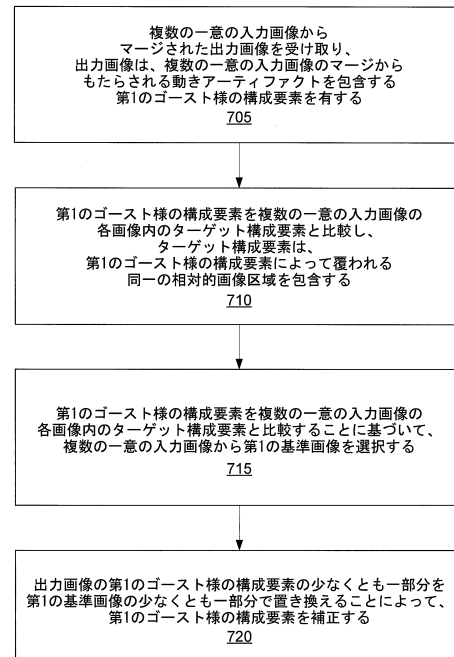 複数の一意の入力画像から
マージされた出力画像を受け取り、
出力画像は、複数の一意の入力画像のマージから
もたらされる動きアーティファクトを包含する
第1のゴースト様の構成要素を有する
705
第1のゴースト様の構成要素を複数の一意の入力画像の
各画像内のターゲット構成要素と比較し、
ターゲット構成要素は、
第1のゴースト様の構成要素によって覆われる
同一の相対的画像区域を包含する
710
第1のゴースト様の構成要素を複数の一意の入力画像の
各画像内のターゲット構成要素と比較することに基づいて、
複数の一意の入力画像から第1の基準画像を選択する
715
出力画像の第1のゴースト様の構成要素の少なくとも一部分を
第1の基準画像の少なくとも一部分で置き換えることによって、
第1のゴースト様の構成要素を補正する
720